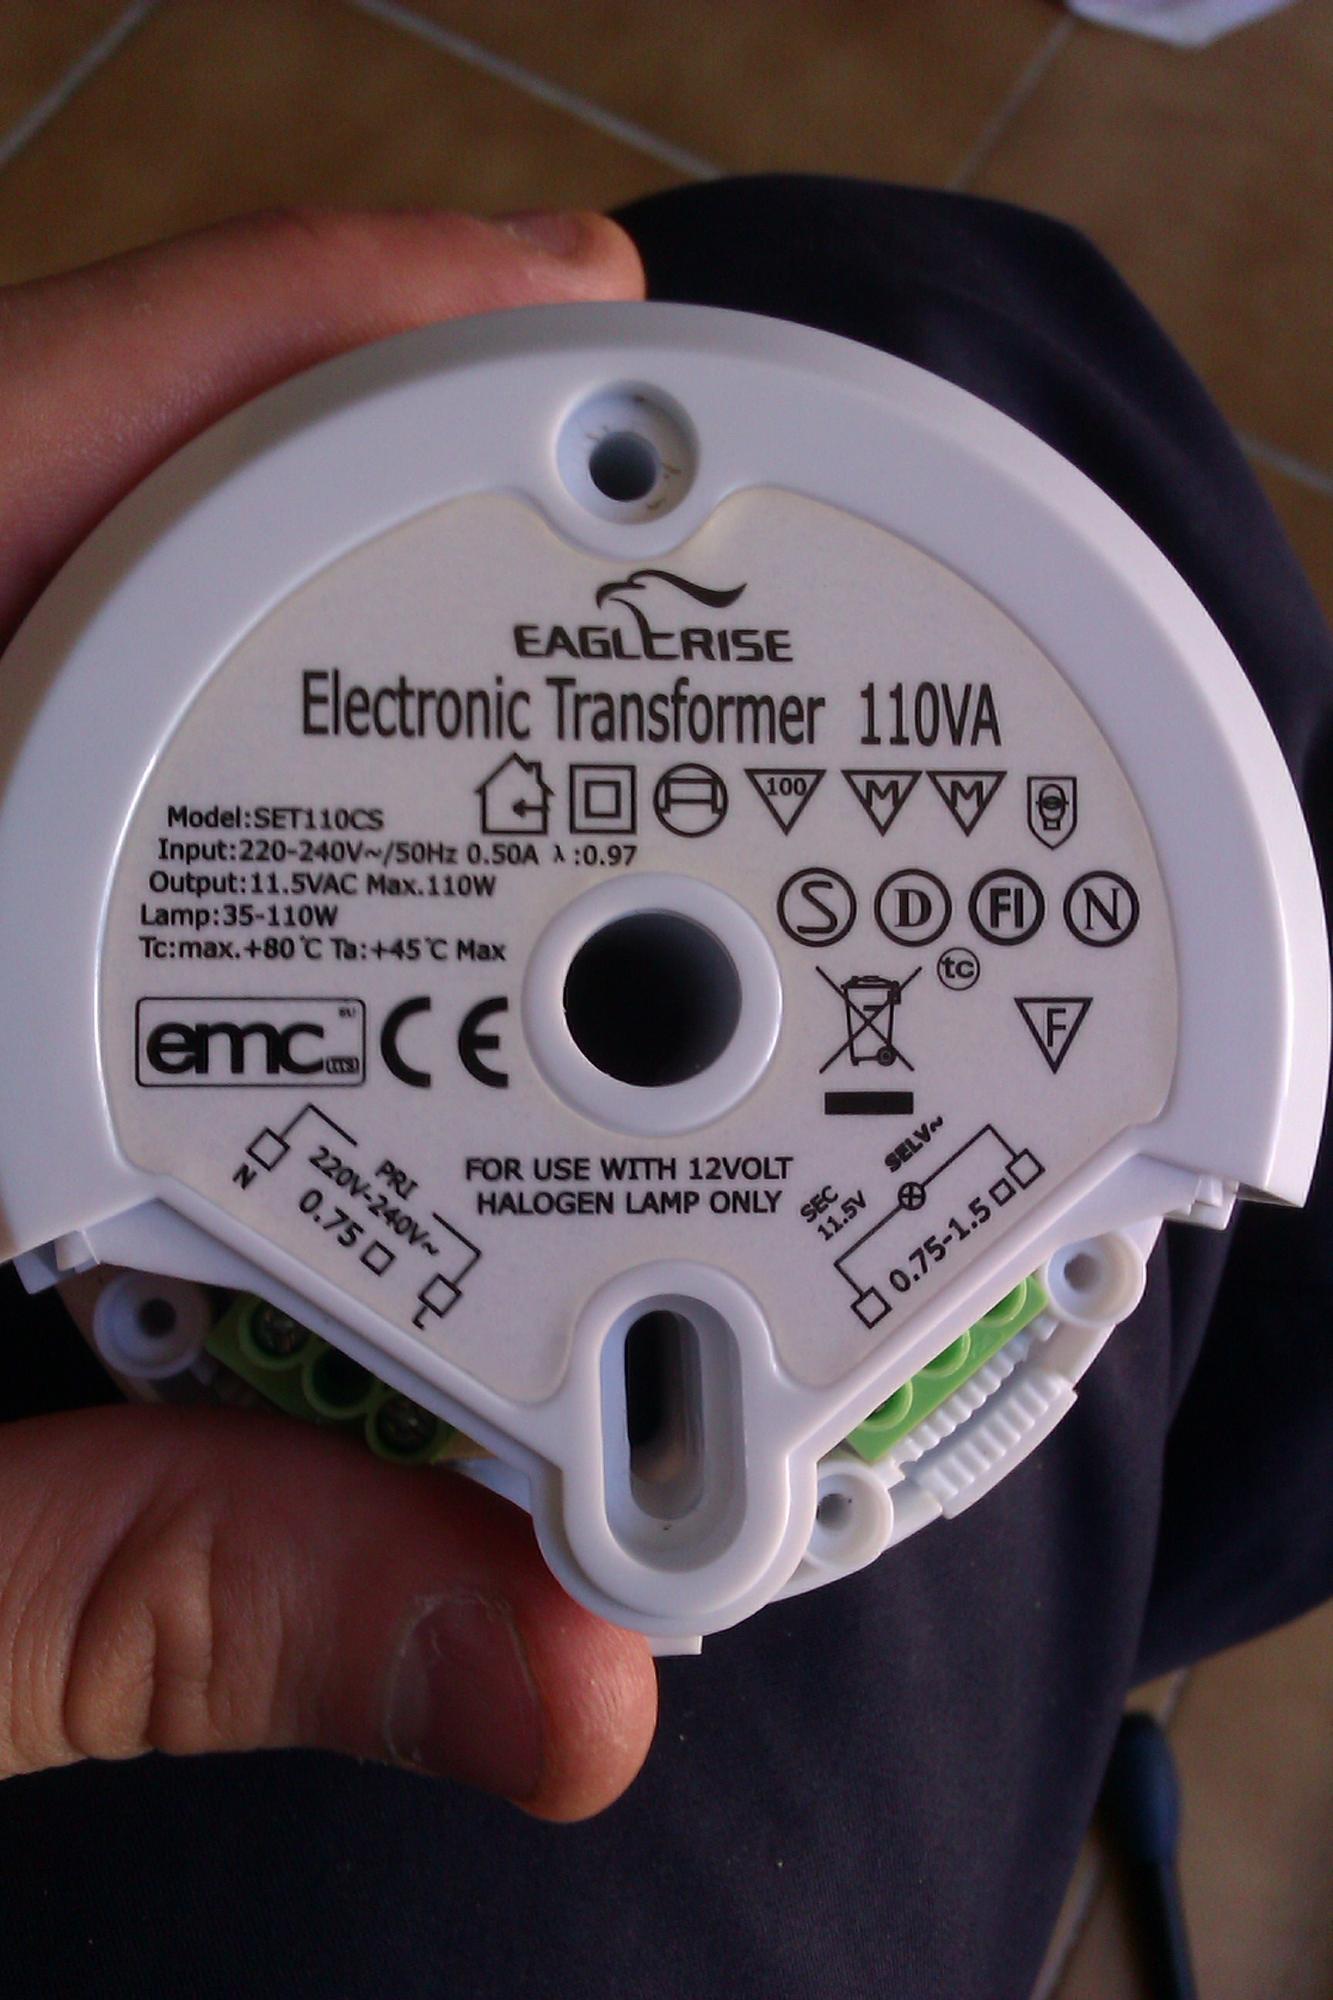 EAGLERISE
Electronic Transformer 110VA
100 M M
Model:SET110CS
Input:220-240V~/50Hz 0.50A λ:0.97
Output:11.5VAC Max.110W
Lamp:35-110W
Tc:max.+80℃ Ta:+45℃ Max
S D FI N
tc
F
emc
CE
PRI
220V-240V~
0.75
N
L
FOR USE WITH 12VOLT
HALOGEN LAMP ONLY
SELV~
SEC
11.5V
0.75-1.5